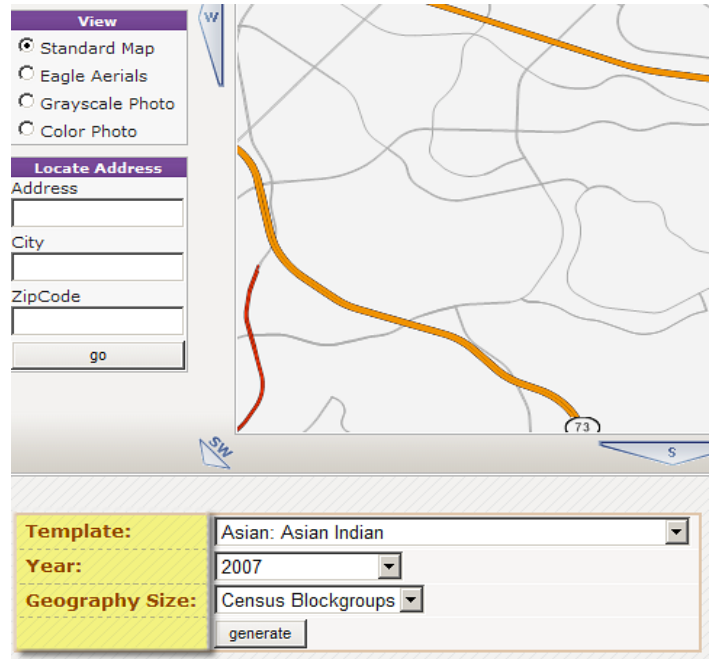 View
Standard Map
Eagle Aerials
Grayscale Photo
Color Photo
Locate Address
Address
City
ZipCode
go
W
73
SW
S
Template: Asian: Asian Indian
Year: 2007
Geography Size: Census Blockgroups
generate